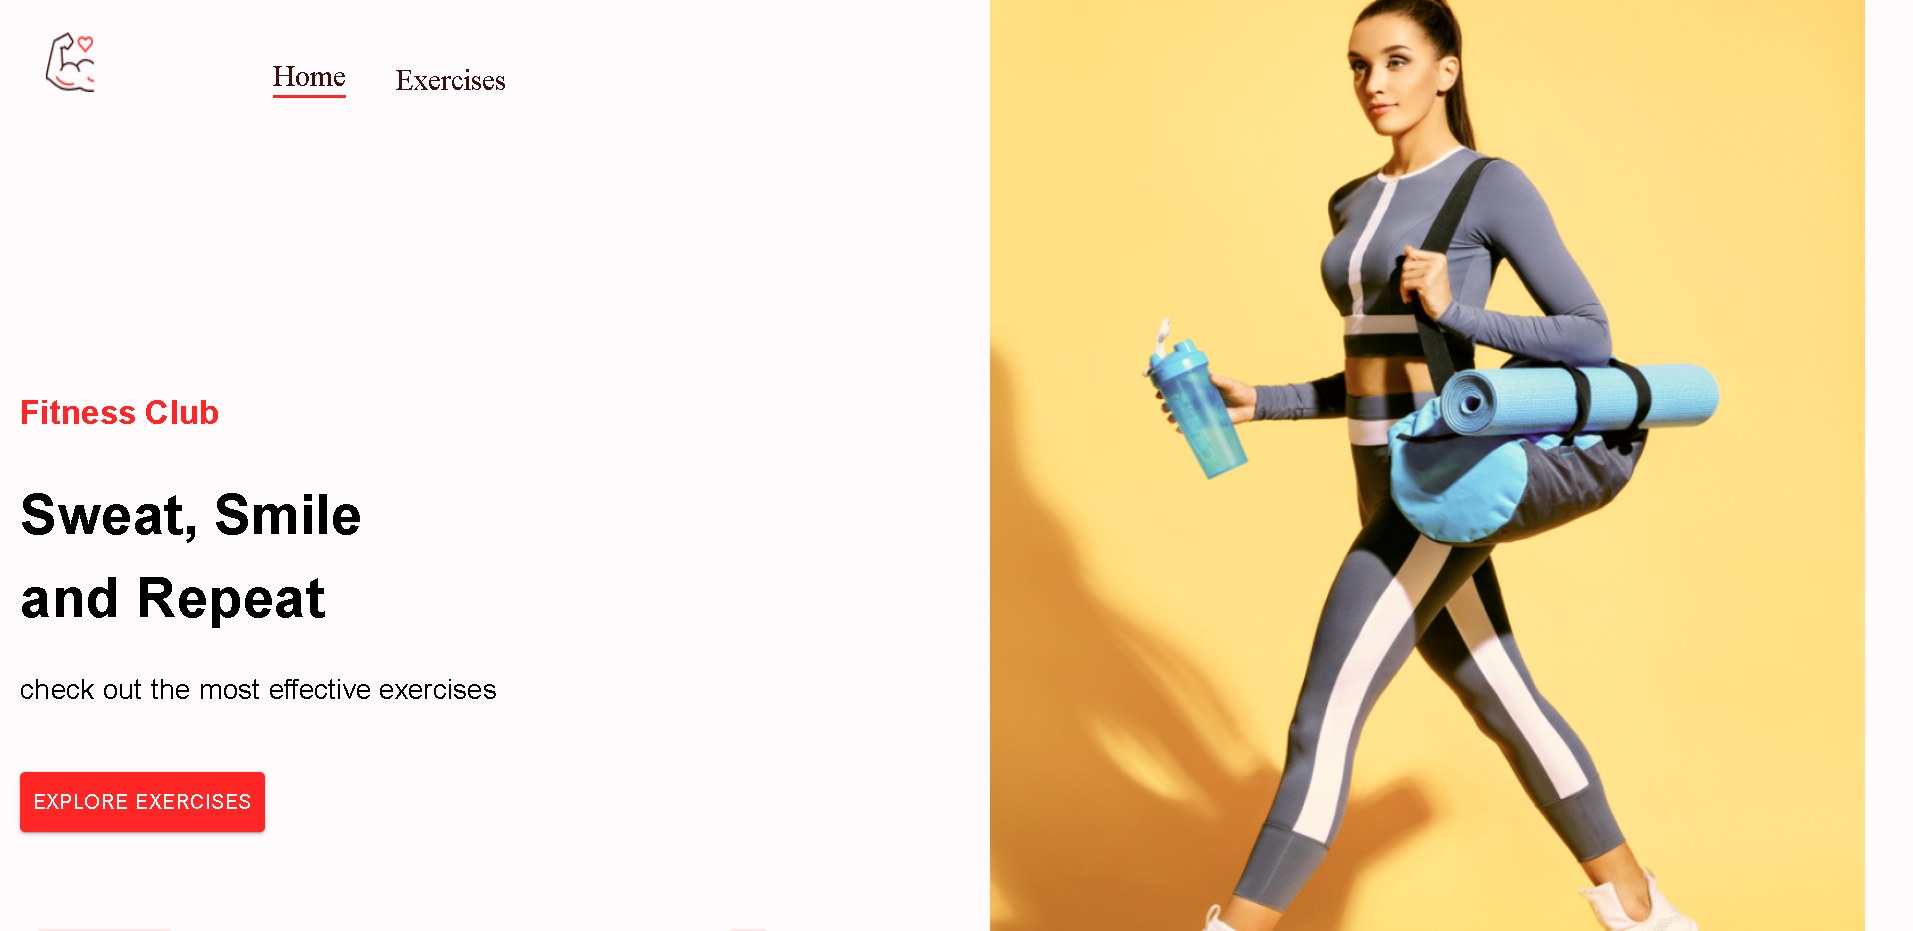 Home
Exercises
Fitness Club
Sweat, Smile
and Repeat
check out the most effective exercises
EXPLORE EXERCISES